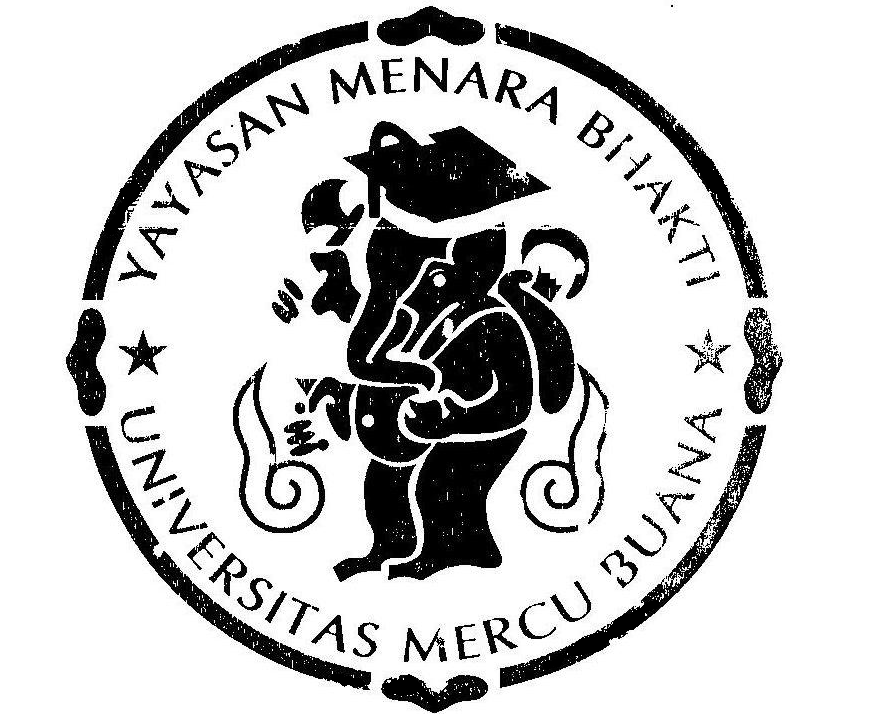 YAYASAN MENARA BHAKTI
UNIVERSITAS MERCU BUANA